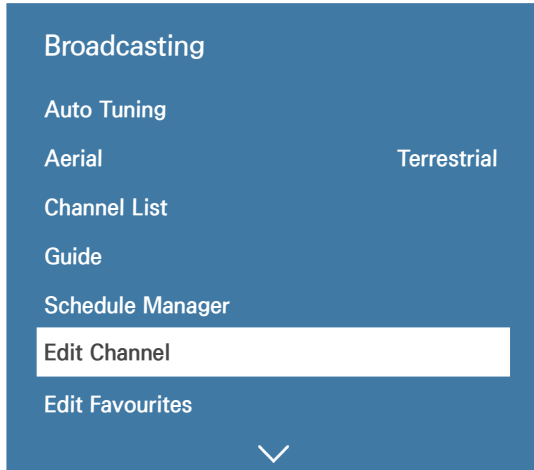 Broadcasting
Auto Tuning
Aerial Terrestrial
Channel List
Guide
Schedule Manager
Edit Channel
Edit Favourites